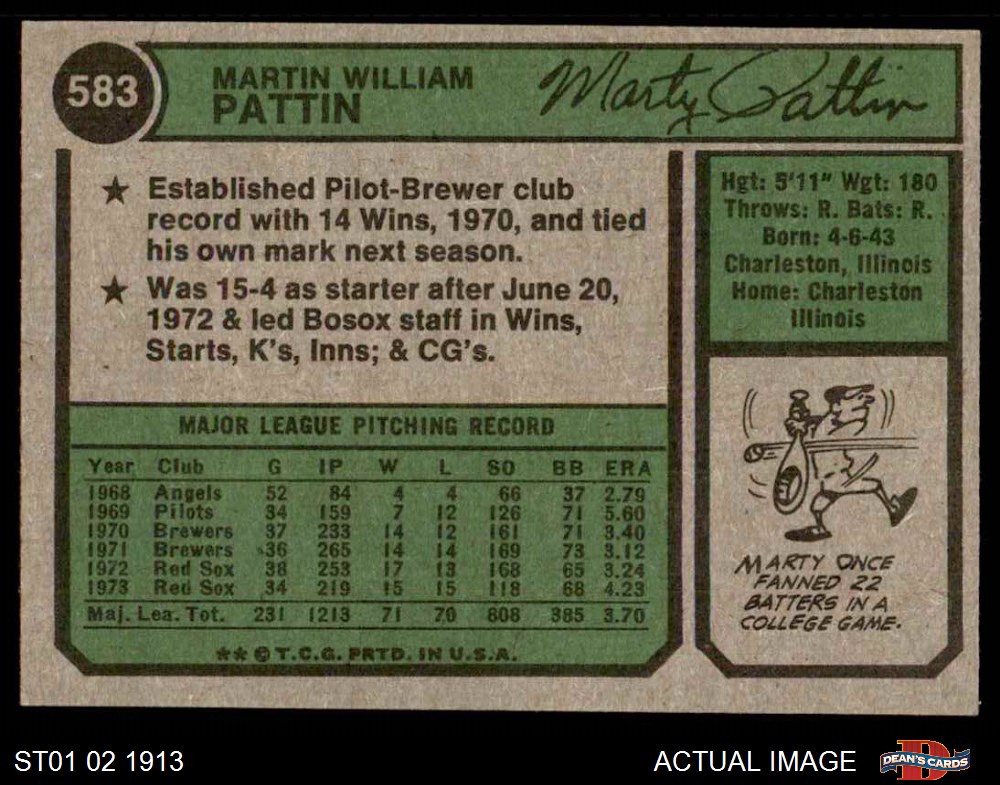 583
MARTIN WILLIAM
PATTIN
Marty Pattin
★ Established Pilot-Brewer club
record with 14 Wins, 1970, and tied
his own mark next season.
★ Was 15-4 as starter after June 20,
1972 & led Bosox staff in Wins,
Starts, K's, Inns; & CG's.
Hgt: 5'11" Wgt: 180
Throws: R. Bats: R.
Born: 4-6-43
Charleston, Illinois
Home: Charleston
Illinois
MAJOR LEAGUE PITCHING RECORD
Year Club G IP W L SO BB ERA
1968 Angels 52 84 4 4 66 37 2.79
1969 Pilots 34 159 7 12 126 71 5.60
1970 Brewers 37 233 14 12 161 71 3.40
1971 Brewers 36 265 14 14 169 73 3.12
1972 Red Sox 38 253 17 13 168 65 3.24
1973 Red Sox 34 219 15 15 118 68 4.23
Maj. Lea. Tot. 231 1213 71 70 808 385 3.70
★★ © T.C.G. PRTD. IN U.S.A.
MARTY ONCE
FANNED 22
BATTERS IN A
COLLEGE GAME.
ST01 02 1913
ACTUAL IMAGE
DEAN'S CARDS